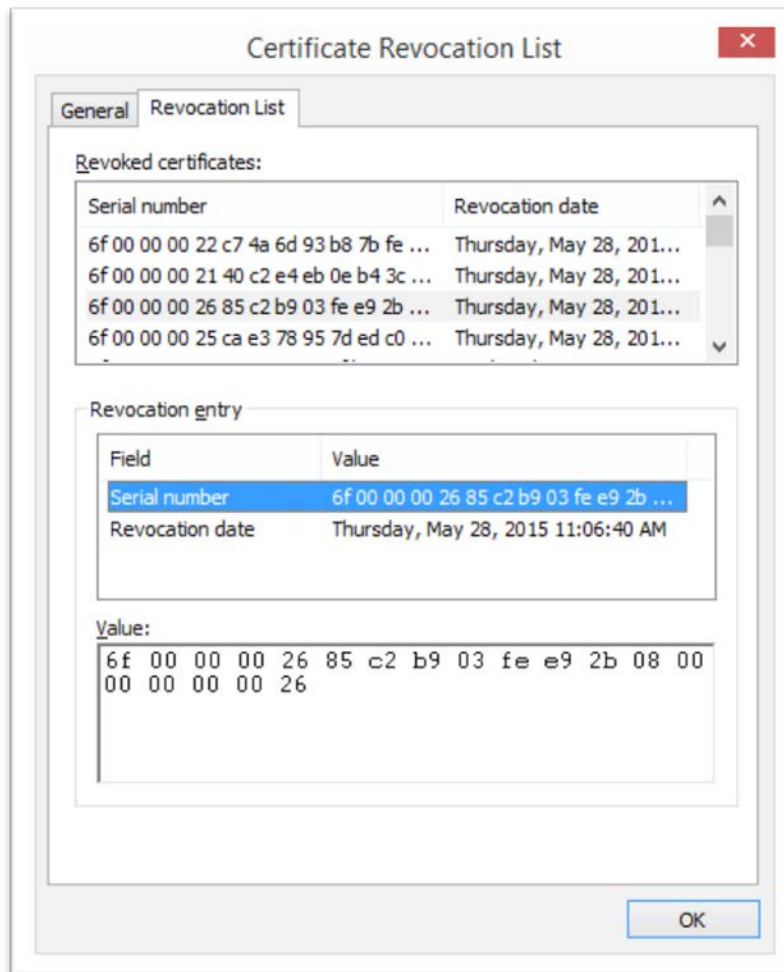 Certificate Revocation List
General Revocation List
Revoked certificates:
Serial number Revocation date
6f 00 00 00 22 c7 4a 6d 93 b8 7b fe ... Thursday, May 28, 201...
6f 00 00 00 21 40 c2 e4 eb 0e b4 3c ... Thursday, May 28, 201...
6f 00 00 00 26 85 c2 b9 03 fe e9 2b ... Thursday, May 28, 201...
6f 00 00 00 25 ca e3 78 95 7d ed c0 ... Thursday, May 28, 201...
Revocation entry
Field Value
Serial number 6f 00 00 00 26 85 c2 b9 03 fe e9 2b ...
Revocation date Thursday, May 28, 2015 11:06:40 AM
Value:
6f 00 00 00 26 85 c2 b9 03 fe e9 2b 08 00
00 00 00 00 26
OK